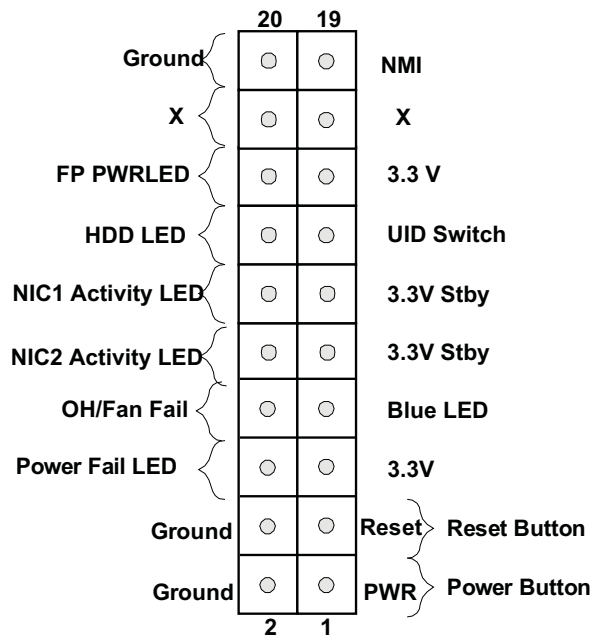 20 19
Ground NMI
X X
FP PWRLED 3.3 V
HDD LED UID Switch
NIC1 Activity LED 3.3V Stby
NIC2 Activity LED 3.3V Stby
OH/Fan Fail Blue LED
Power Fail LED 3.3V
Ground Reset Reset Button
Ground PWR Power Button
2 1